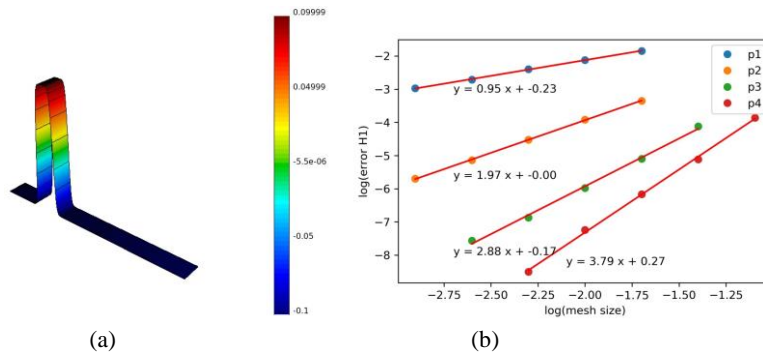 0.09999
0.04999
-5.5e-06
-0.05
-0.1
(a)
−2
−3
−4
−5
−6
−7
−8
log(error H1)
p1
p2
p3
p4
y = 0.95 x + -0.23
y = 1.97 x + -0.00
y = 2.88 x + -0.17
y = 3.79 x + 0.27
−2.75 −2.50 −2.25 −2.00 −1.75 −1.50 −1.25
log(mesh size)
(b)